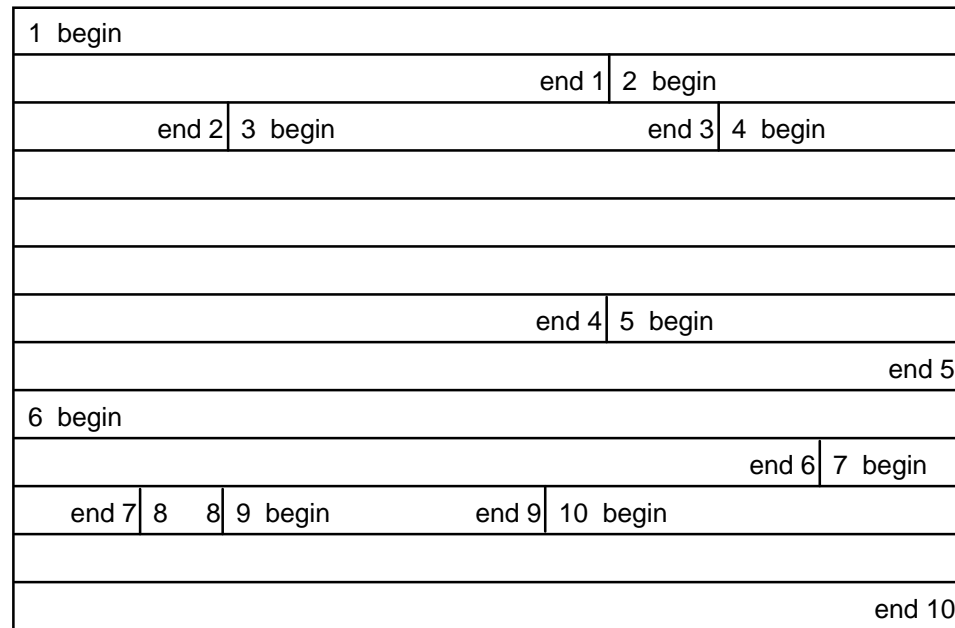 1 begin
end 1 2 begin
end 2 3 begin end 3 4 begin
end 4 5 begin
end 5
6 begin
end 6 7 begin
end 7 8 8 9 begin end 9 10 begin
end 10